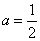 a = 1/2